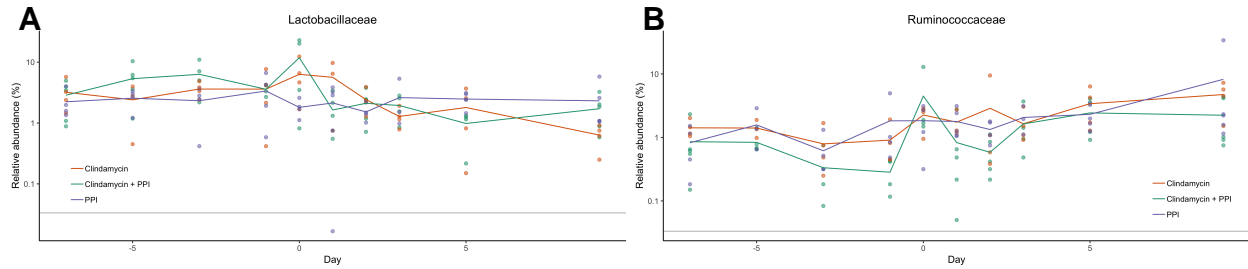 A
Lactobacillaceae
Relative abundance (%)
10
1
0.1
Clindamycin
Clindamycin + PPI
PPI
-5
0
5
Day
B
Ruminococcaceae
Relative abundance (%)
10
1
0.1
Clindamycin
Clindamycin + PPI
PPI
-5
0
5
Day